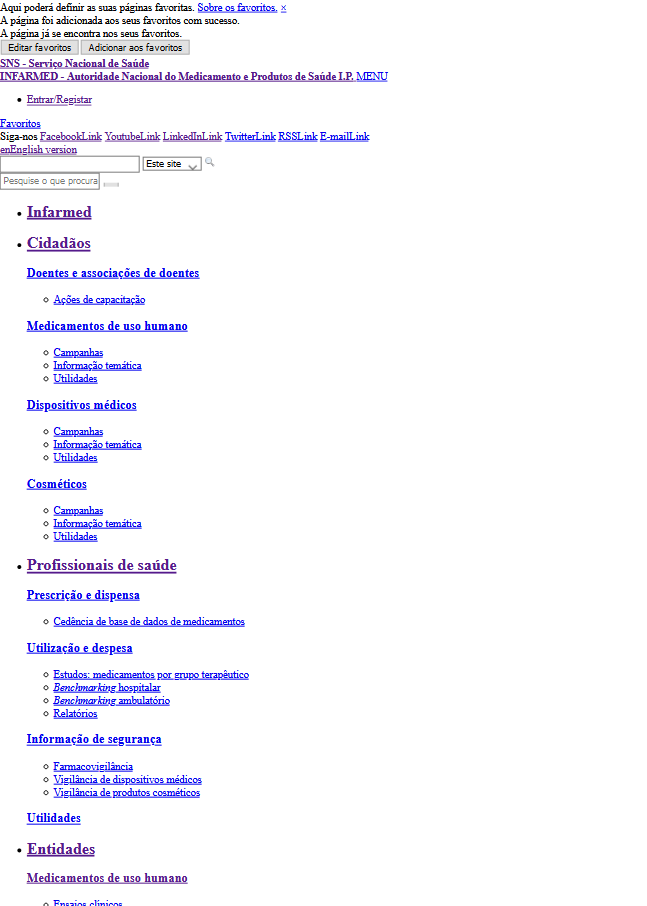 Aqui poderá definir as suas páginas favoritas. Sobre os favoritos. ×
A página foi adicionada aos seus favoritos com sucesso.
A página já se encontra nos seus favoritos.
Editar favoritos Adicionar aos favoritos
SNS - Serviço Nacional de Saúde
INFARMED - Autoridade Nacional do Medicamento e Produtos de Saúde I.P. MENU
Entrar/Registar
Favoritos
Siga-nos FacebookLink YoutubeLink LinkedInLink TwitterLink RSSLink E-mailLink
enEnglish version
Este site
Pesquise o que procura
Infarmed
Cidadãos
Doentes e associações de doentes
Ações de capacitação
Medicamentos de uso humano
Campanhas
Informação temática
Utilidades
Dispositivos médicos
Campanhas
Informação temática
Utilidades
Cosméticos
Campanhas
Informação temática
Utilidades
Profissionais de saúde
Prescrição e dispensa
Cedência de base de dados de medicamentos
Utilização e despesa
Estudos: medicamentos por grupo terapêutico
Benchmarking hospitalar
Benchmarking ambulatório
Relatórios
Informação de segurança
Farmacovigilância
Vigilância de dispositivos médicos
Vigilância de produtos cosméticos
Utilidades
Entidades
Medicamentos de uso humano
Ensaios clínicos